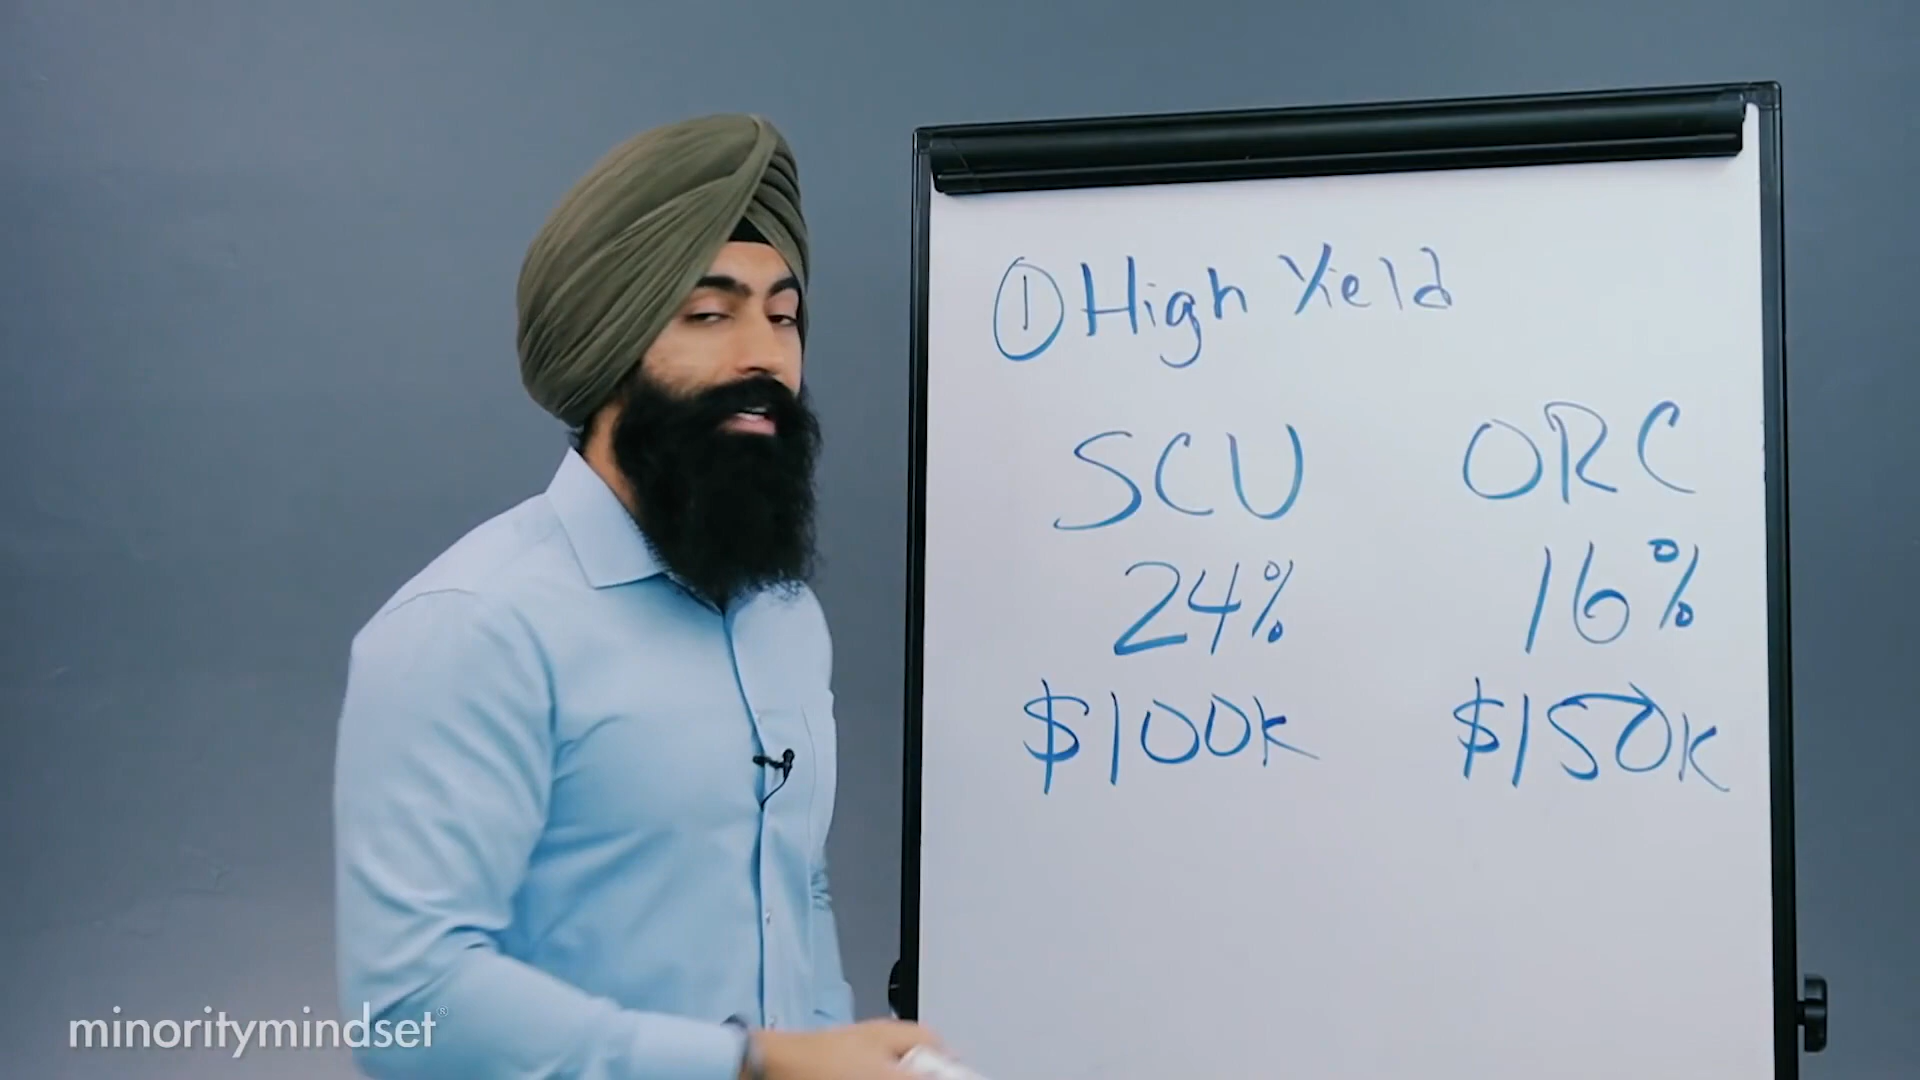 ① High Yield
SCU ORC
24% 16%
$100k $150k
minoritymindset®